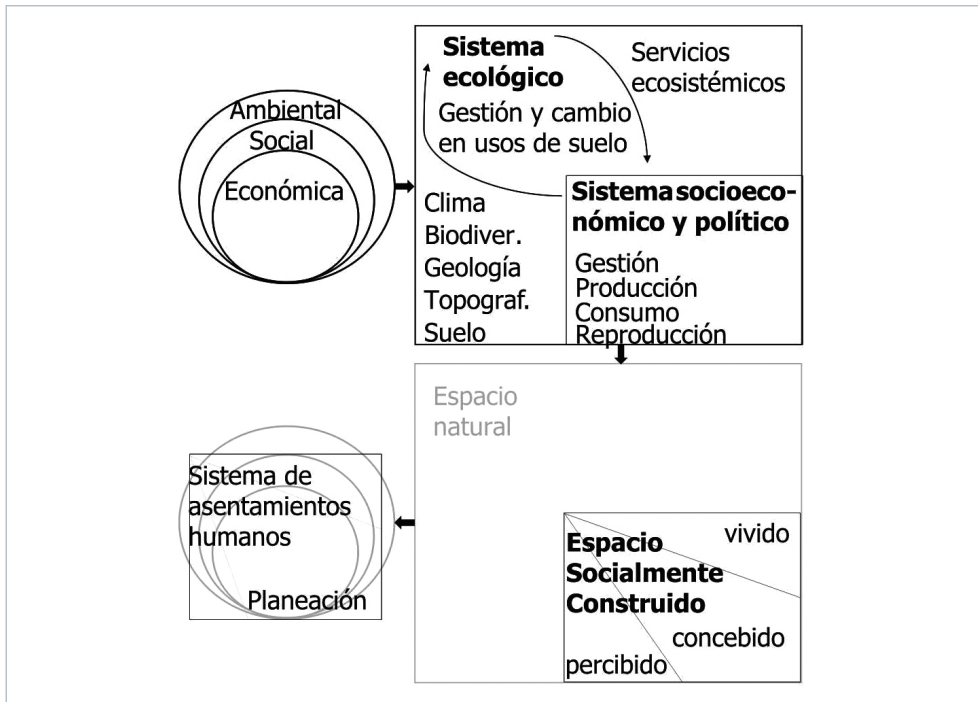 Ambiental
Social
Económica
Sistema
ecológico
Servicios
ecosistémicos
Gestión y cambio
en usos de suelo
Clima
Biodiver.
Geología
Topograf.
Suelo
Sistema socioeco-
nómico y político
Gestión
Producción
Consumo
Reproducción
Espacio
natural
Espacio
Socialmente
Construido
vivido
concebido
percibido
Sistema de
asentamientos
humanos
Planeación